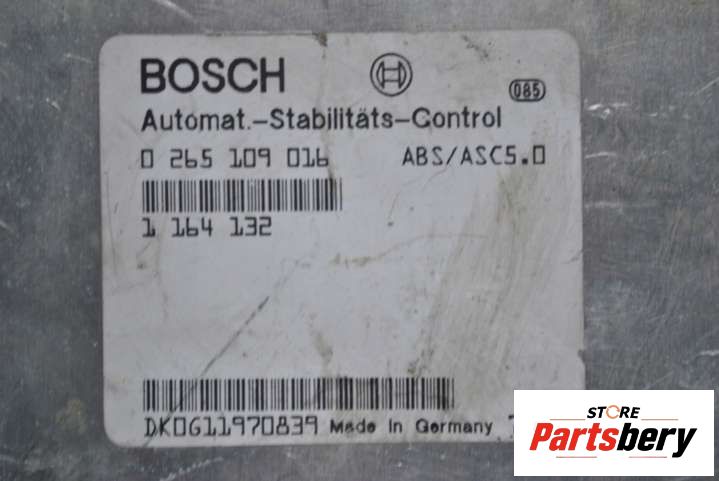 BOSCH
085
Automat.-Stabilitäts-Control
0 265 109 016 ABS/ASC5.0
1 164 132
DK0G11970839 Made in Germany
STORE
Partsbery